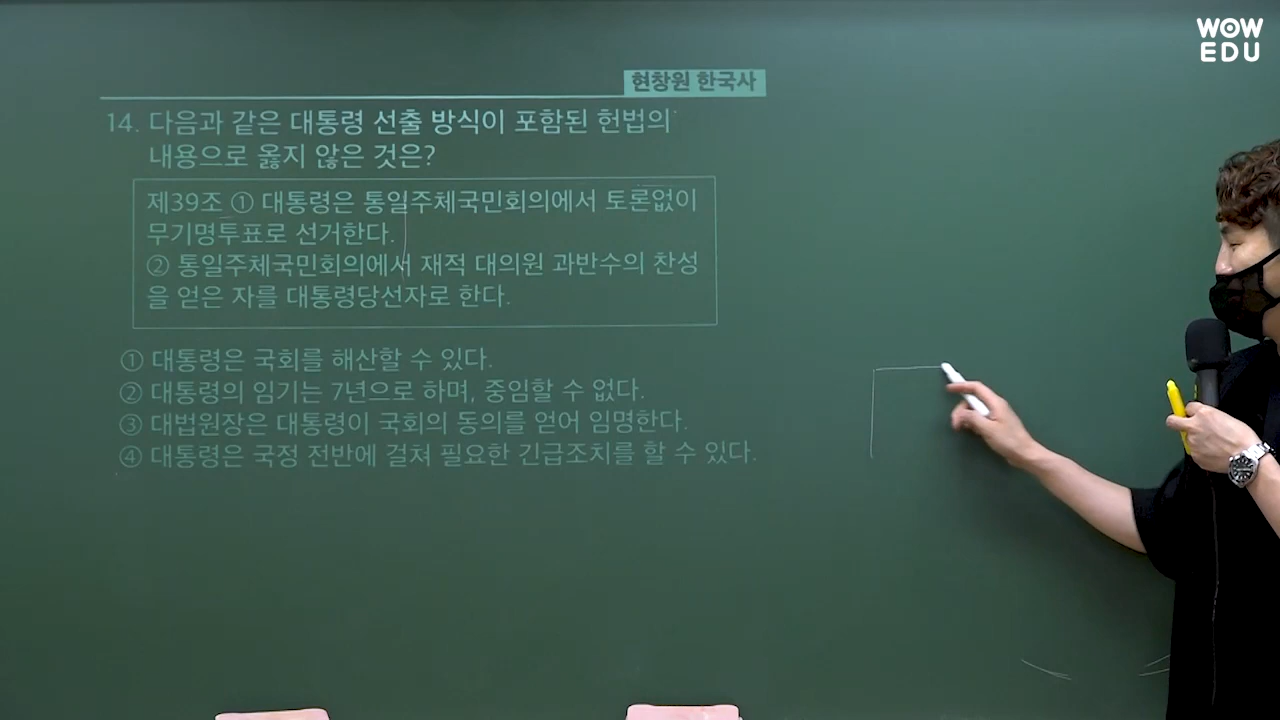 WOW
EDU
현창원 한국사
14. 다음과 같은 대통령 선출 방식이 포함된 헌법의
내용으로 옳지 않은 것은?
제39조 ① 대통령은 통일주체국민회의에서 토론없이
무기명투표로 선거한다.
② 통일주체국민회의에서 재적 대의원 과반수의 찬성
을 얻은 자를 대통령당선자로 한다.
① 대통령은 국회를 해산할 수 있다.
② 대통령의 임기는 7년으로 하며, 중임할 수 없다.
③ 대법원장은 대통령이 국회의 동의를 얻어 임명한다.
④ 대통령은 국정 전반에 걸쳐 필요한 긴급조치를 할 수 있다.